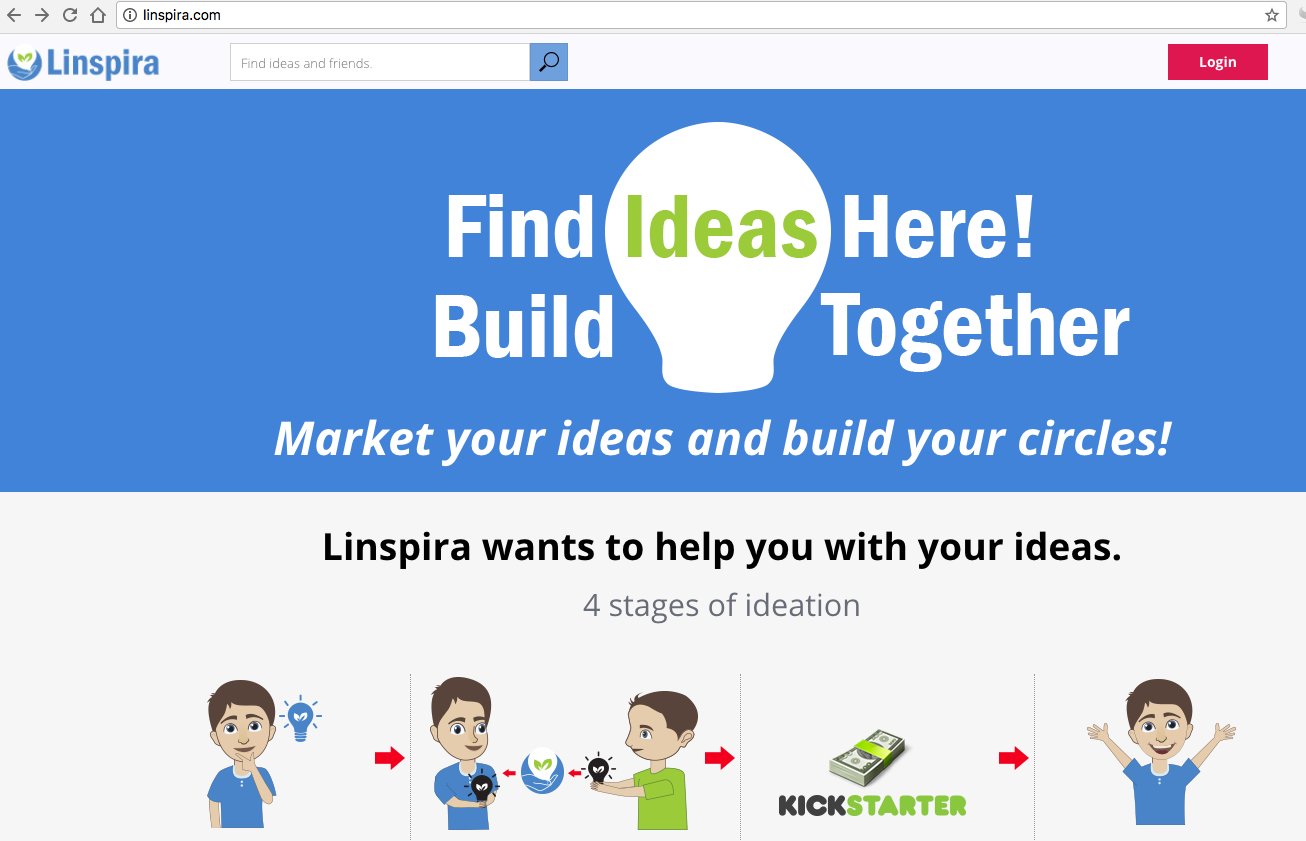 linspira.com
Linspira
Find ideas and friends.
Login
Find Ideas Here!
Build Together
Market your ideas and build your circles!
Linspira wants to help you with your ideas.
4 stages of ideation
KICKSTARTER